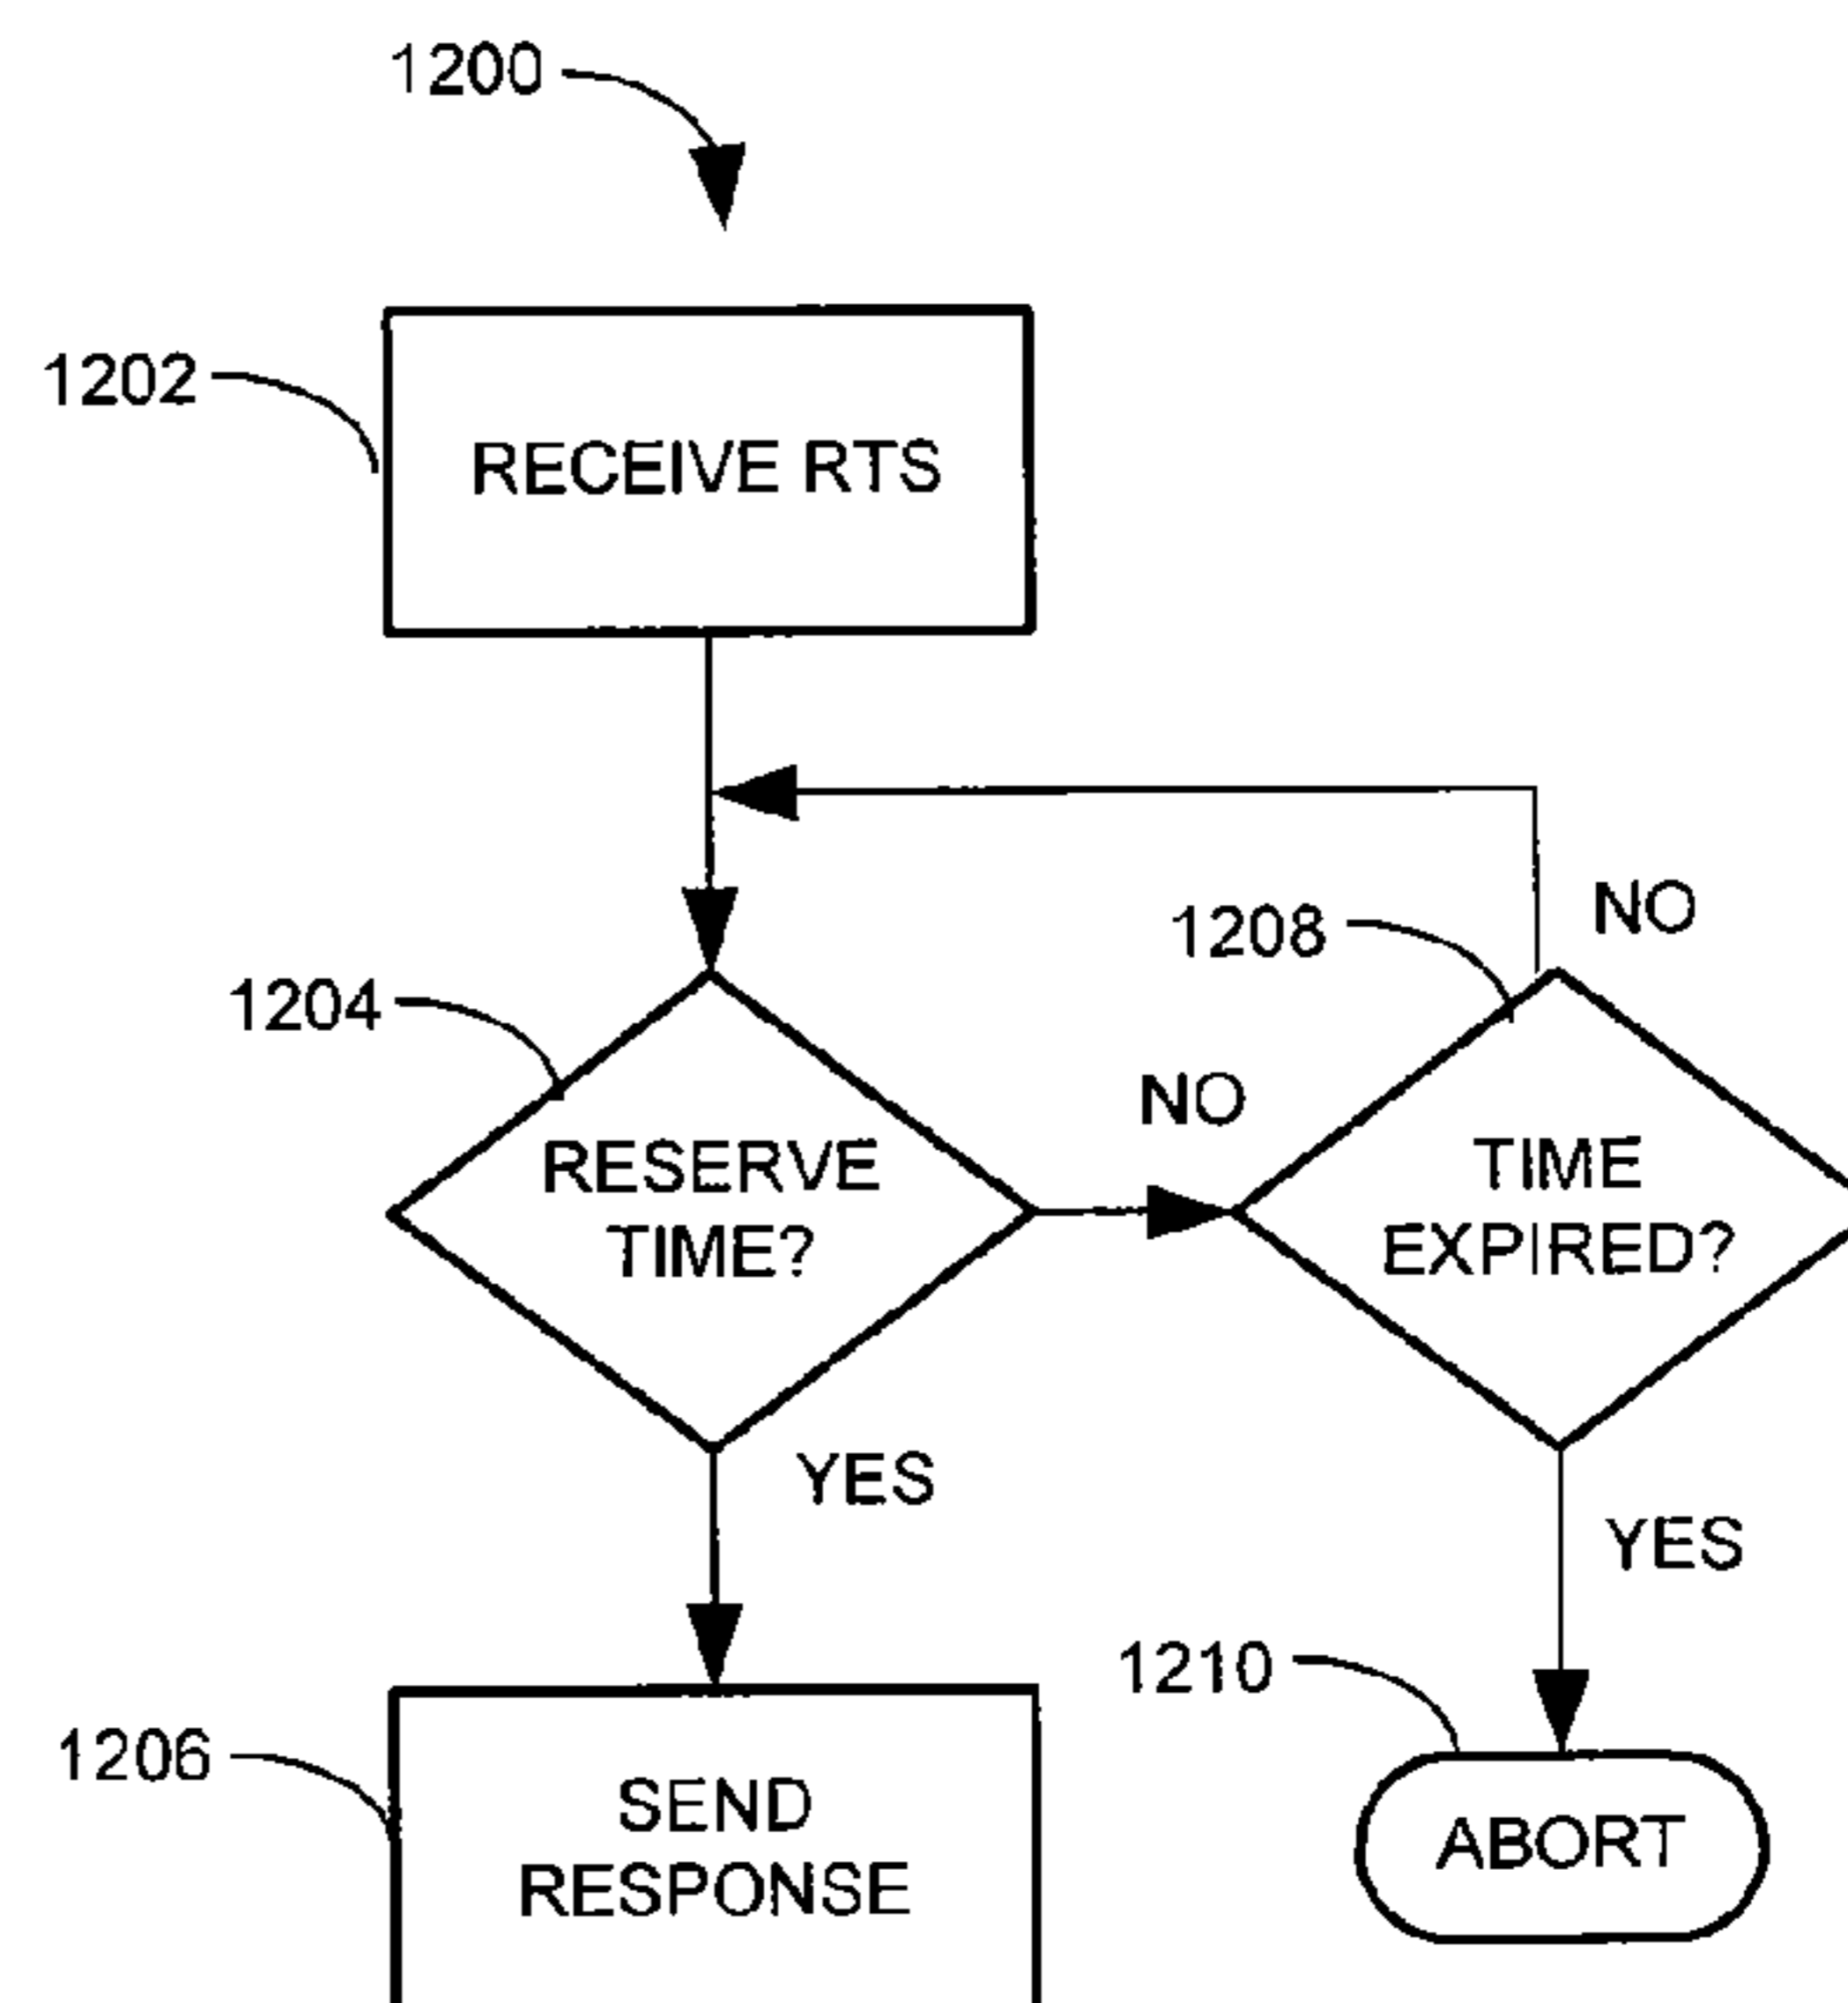 1200
1202
RECEIVE RTS
NO
1208
1204
NO
RESERVE
TIME?
TIME
EXPIRED?
YES
YES
1210
1206
SEND
RESPONSE
ABORT